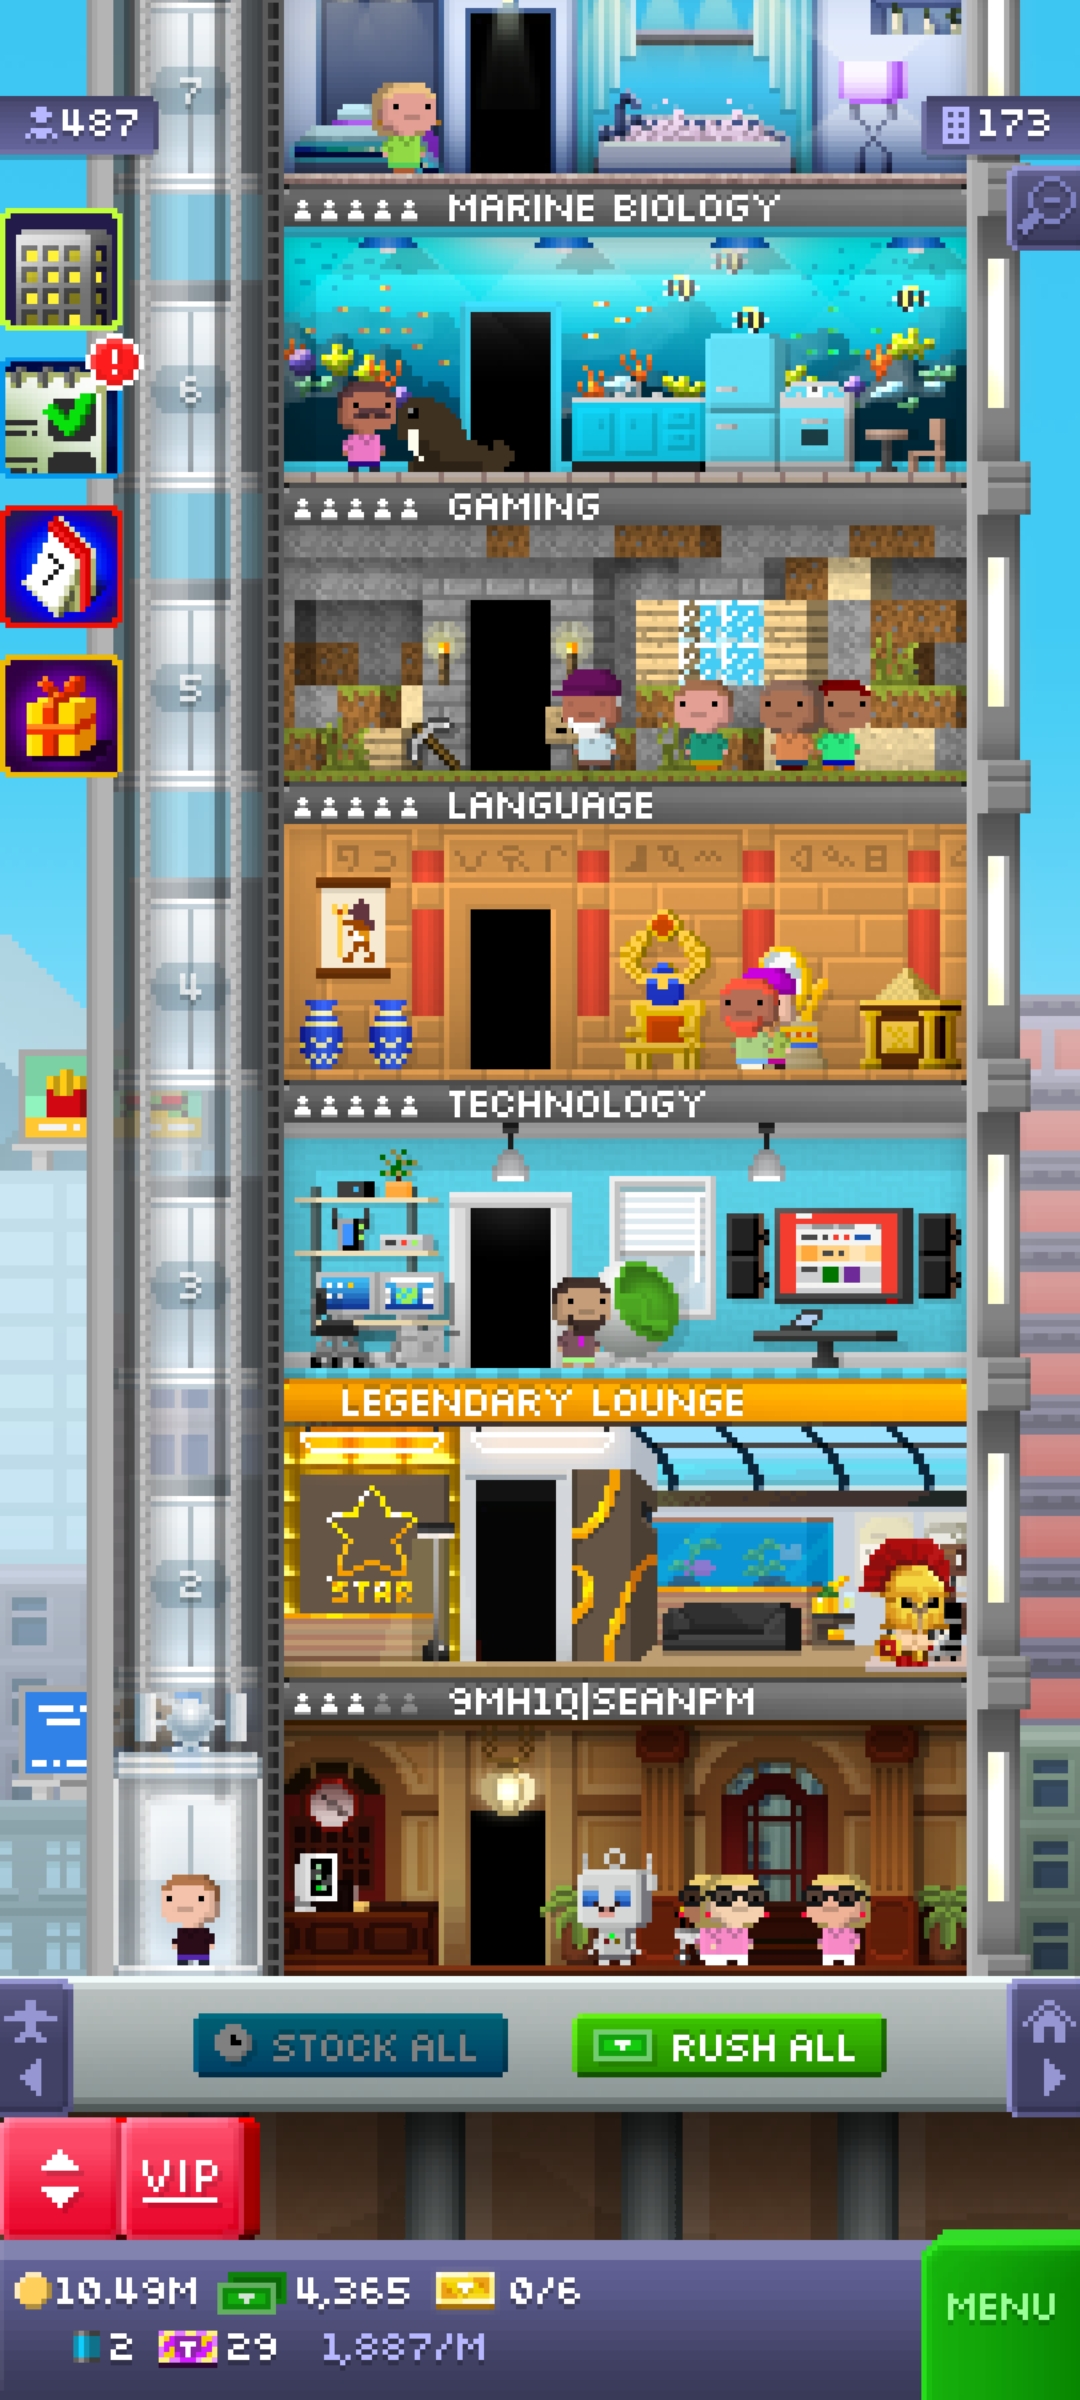 7
487
173
MARINE BIOLOGY
6
GAMING
7
5
LANGUAGE
4
TECHNOLOGY
3
LEGENDARY LOUNGE
STAR
2
9MH1Q|SEANPM
STOCK ALL
RUSH ALL
VIP
10.49M 4,365 0/6
2 29 1,887/M
MENU